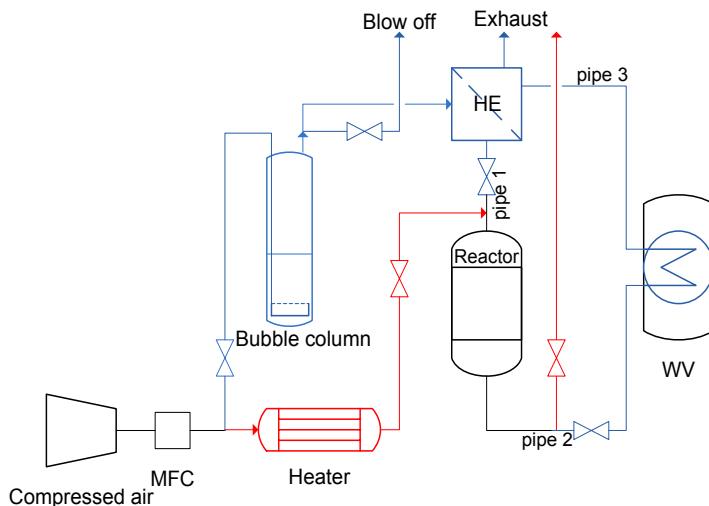 Blow off
Exhaust
pipe 3
HE
pipe 1
Reactor
Bubble column
WV
pipe 2
MFC
Heater
Compressed air